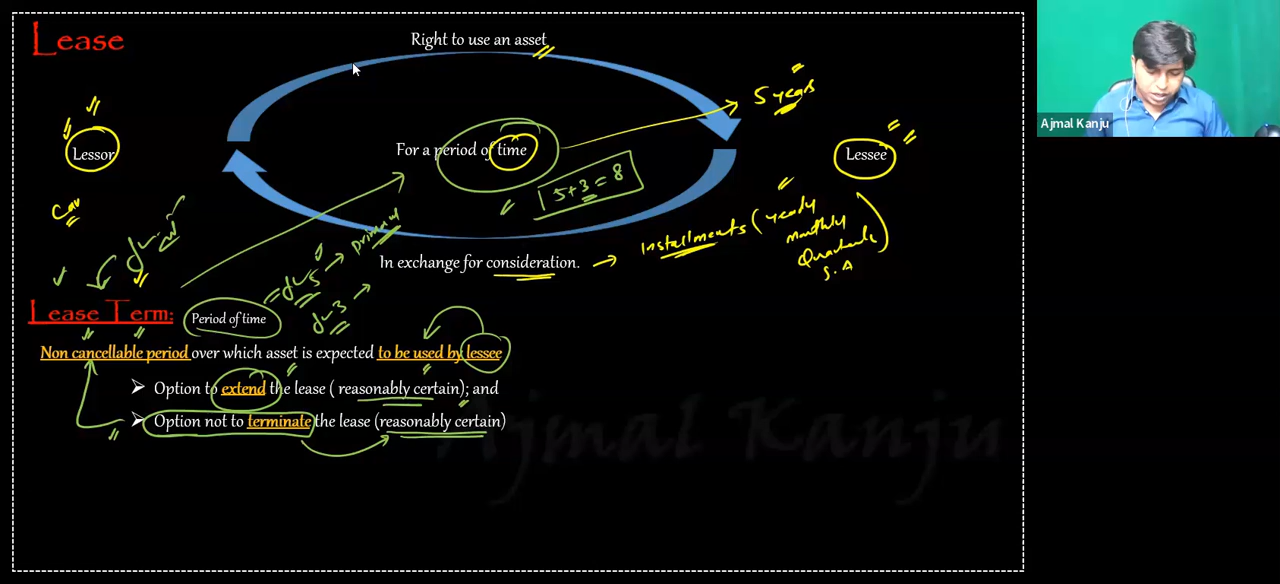 Lease
Right to use an asset
5 years
Ajmal Kanju
Lessor
For a period of time
Lessee
5+3=8
Car
Installments (yearly
monthly
In exchange for consideration.
S.A
Lease Term:
Period of time
Non cancellable period over which asset is expected to be used by lessee
➢ Option to extend the lease ( reasonably certain); and
➢ Option not to terminate the lease (reasonably certain)
Ajmal Kanju